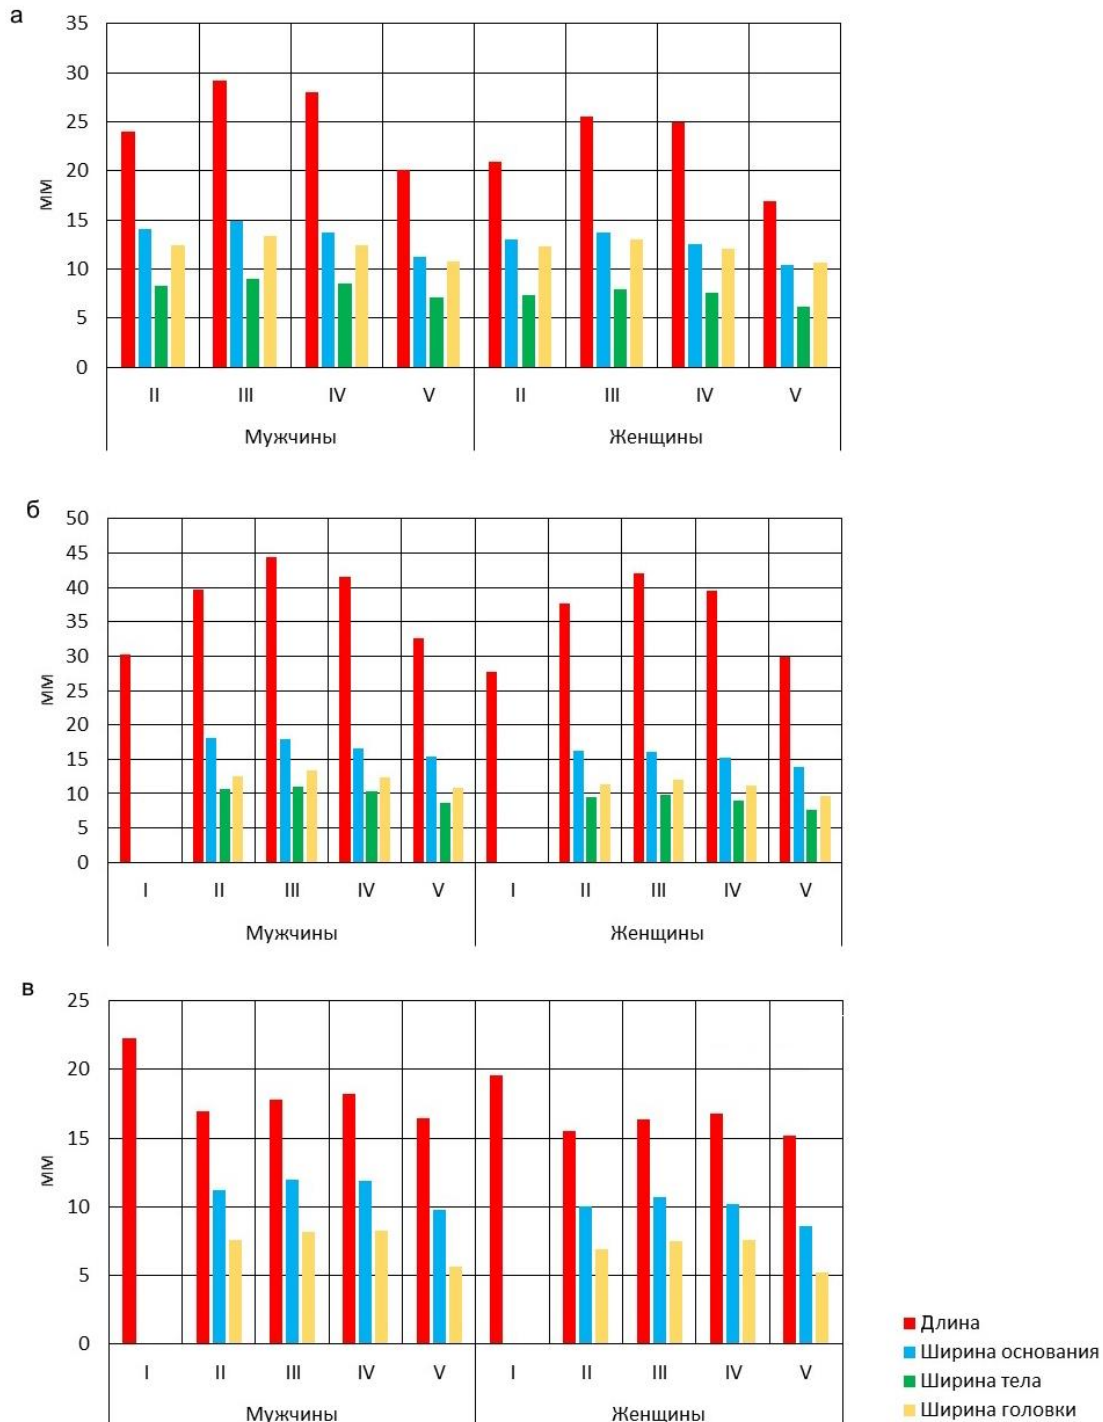 а
35
30
25
20
15
10
5
0
мм
II III IV V II III IV V
Мужчины Женщины
б
50
45
40
35
30
25
20
15
10
5
0
мм
I II III IV V I II III IV V
Мужчины Женщины
в
25
20
15
10
5
0
мм
I II III IV V I II III IV V
Мужчины Женщины
Длина
Ширина основания
Ширина тела
Ширина головки